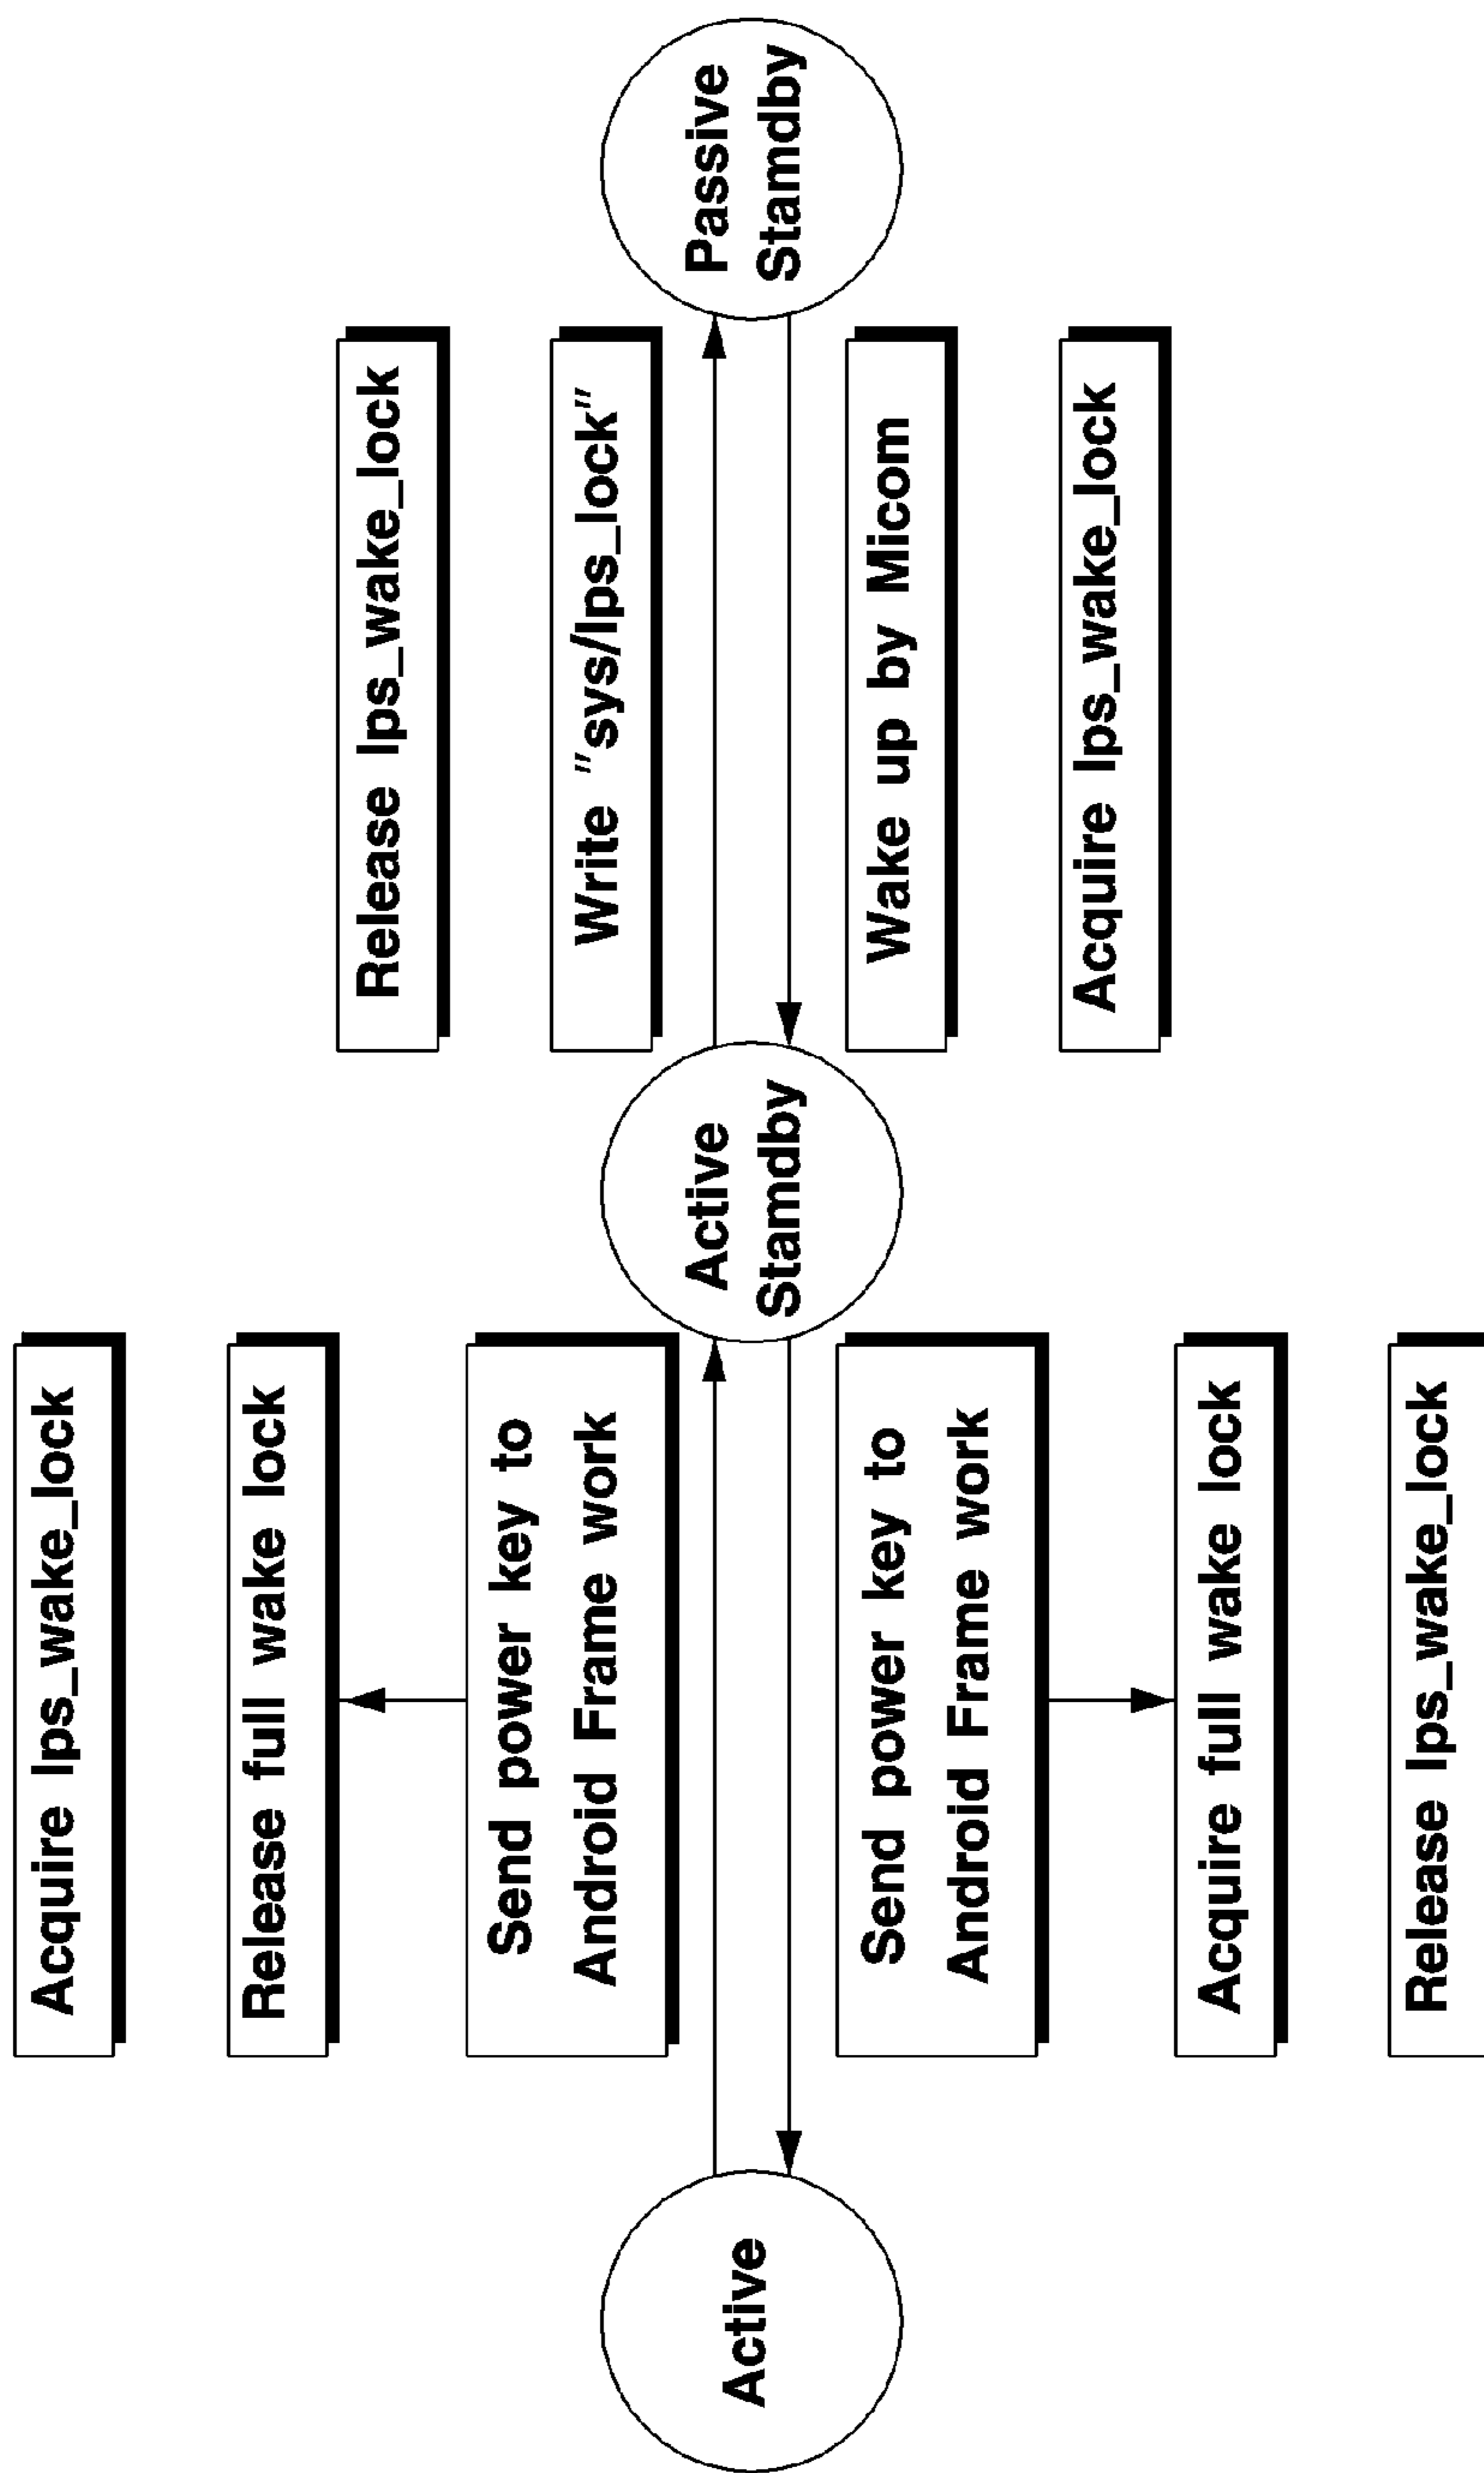 Acquire lps_wake_lock
Release full wake lock
Send power key to
Android Frame work
Release lps_wake_lock
Write "sys/lps_lock"
Active
Active
Stamdby
Passive
Stamdby
Send power key to
Android Frame work
Acquire full wake lock
Release lps_wake_lock
Wake up by Micom
Acquire lps_wake_lock